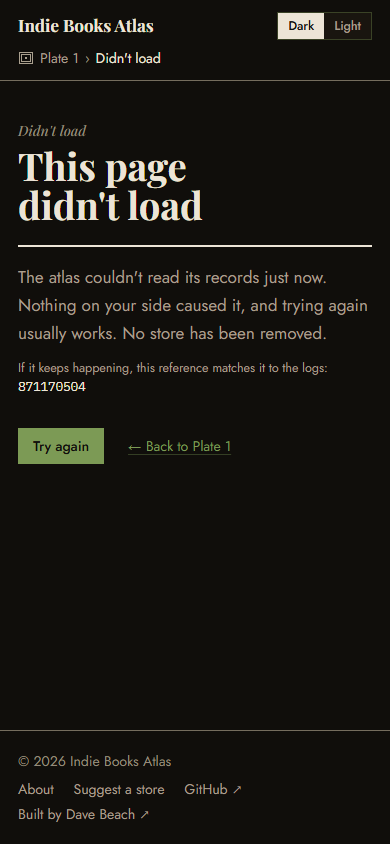 Indie Books Atlas
Dark Light
Plate 1 › Didn't load
Didn't load
This page
didn't load
The atlas couldn't read its records just now.
Nothing on your side caused it, and trying again
usually works. No store has been removed.
If it keeps happening, this reference matches it to the logs:
871170504
Try again ← Back to Plate 1
© 2026 Indie Books Atlas
About Suggest a store GitHub ↗
Built by Dave Beach ↗